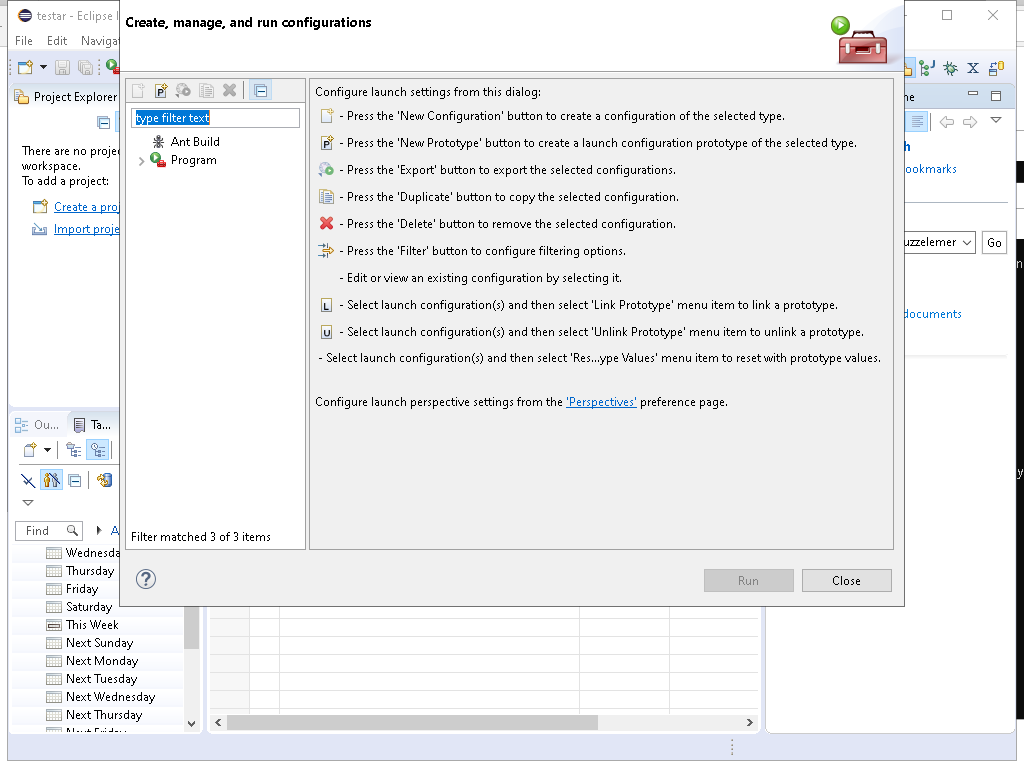 testar - Eclipse I
Create, manage, and run configurations
File Edit Navigat
Project Explorer
type filter text
Configure launch settings from this dialog:
- Press the 'New Configuration' button to create a configuration of the selected type.
Ant Build
- Press the 'New Prototype' button to create a launch configuration prototype of the selected type.
Program
There are no proje
workspace.
To add a project:
- Press the 'Export' button to export the selected configurations.
ookmarks
- Press the 'Duplicate' button to copy the selected configuration.
Create a proj
- Press the 'Delete' button to remove the selected configuration.
Import proje
uzzelemer Go
- Press the 'Filter' button to configure filtering options.
- Edit or view an existing configuration by selecting it.
L - Select launch configuration(s) and then select 'Link Prototype' menu item to link a prototype.
documents
U - Select launch configuration(s) and then select 'Unlink Prototype' menu item to unlink a prototype.
- Select launch configuration(s) and then select 'Res...ype Values' menu item to reset with prototype values.
Configure launch perspective settings from the 'Perspectives' preference page.
Ou... Ta...
Find
Filter matched 3 of 3 items
Wednesda
Thursday
Friday
Saturday
This Week
Next Sunday
Next Monday
Next Tuesday
Next Wednesday
Next Thursday
Next Friday
? Run Close